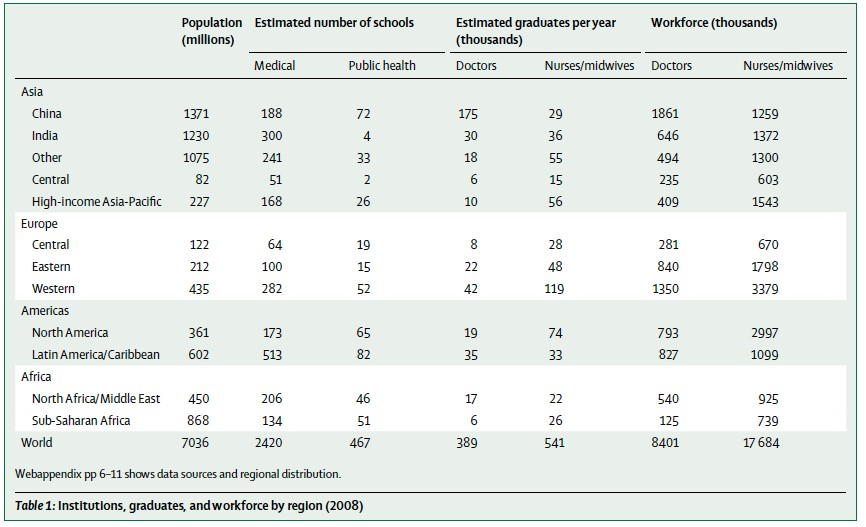 Population Estimated number of schools Estimated graduates per year Workforce (thousands)
(millions) (thousands)
Medical Public health Doctors Nurses/midwives Doctors Nurses/midwives
Asia
China 1371 188 72 175 29 1861 1259
India 1230 300 4 30 36 646 1372
Other 1075 241 33 18 55 494 1300
Central 82 51 2 6 15 235 603
High-income Asia-Pacific 227 168 26 10 56 409 1543
Europe
Central 122 64 19 8 28 281 670
Eastern 212 100 15 22 48 840 1798
Western 435 282 52 42 119 1350 3379
Americas
North America 361 173 65 19 74 793 2997
Latin America/Caribbean 602 513 82 35 33 827 1099
Africa
North Africa/Middle East 450 206 46 17 22 540 925
Sub-Saharan Africa 868 134 51 6 26 125 739
World 7036 2420 467 389 541 8401 17 684
Webappendix pp 6–11 shows data sources and regional distribution.
Table 1: Institutions, graduates, and workforce by region (2008)